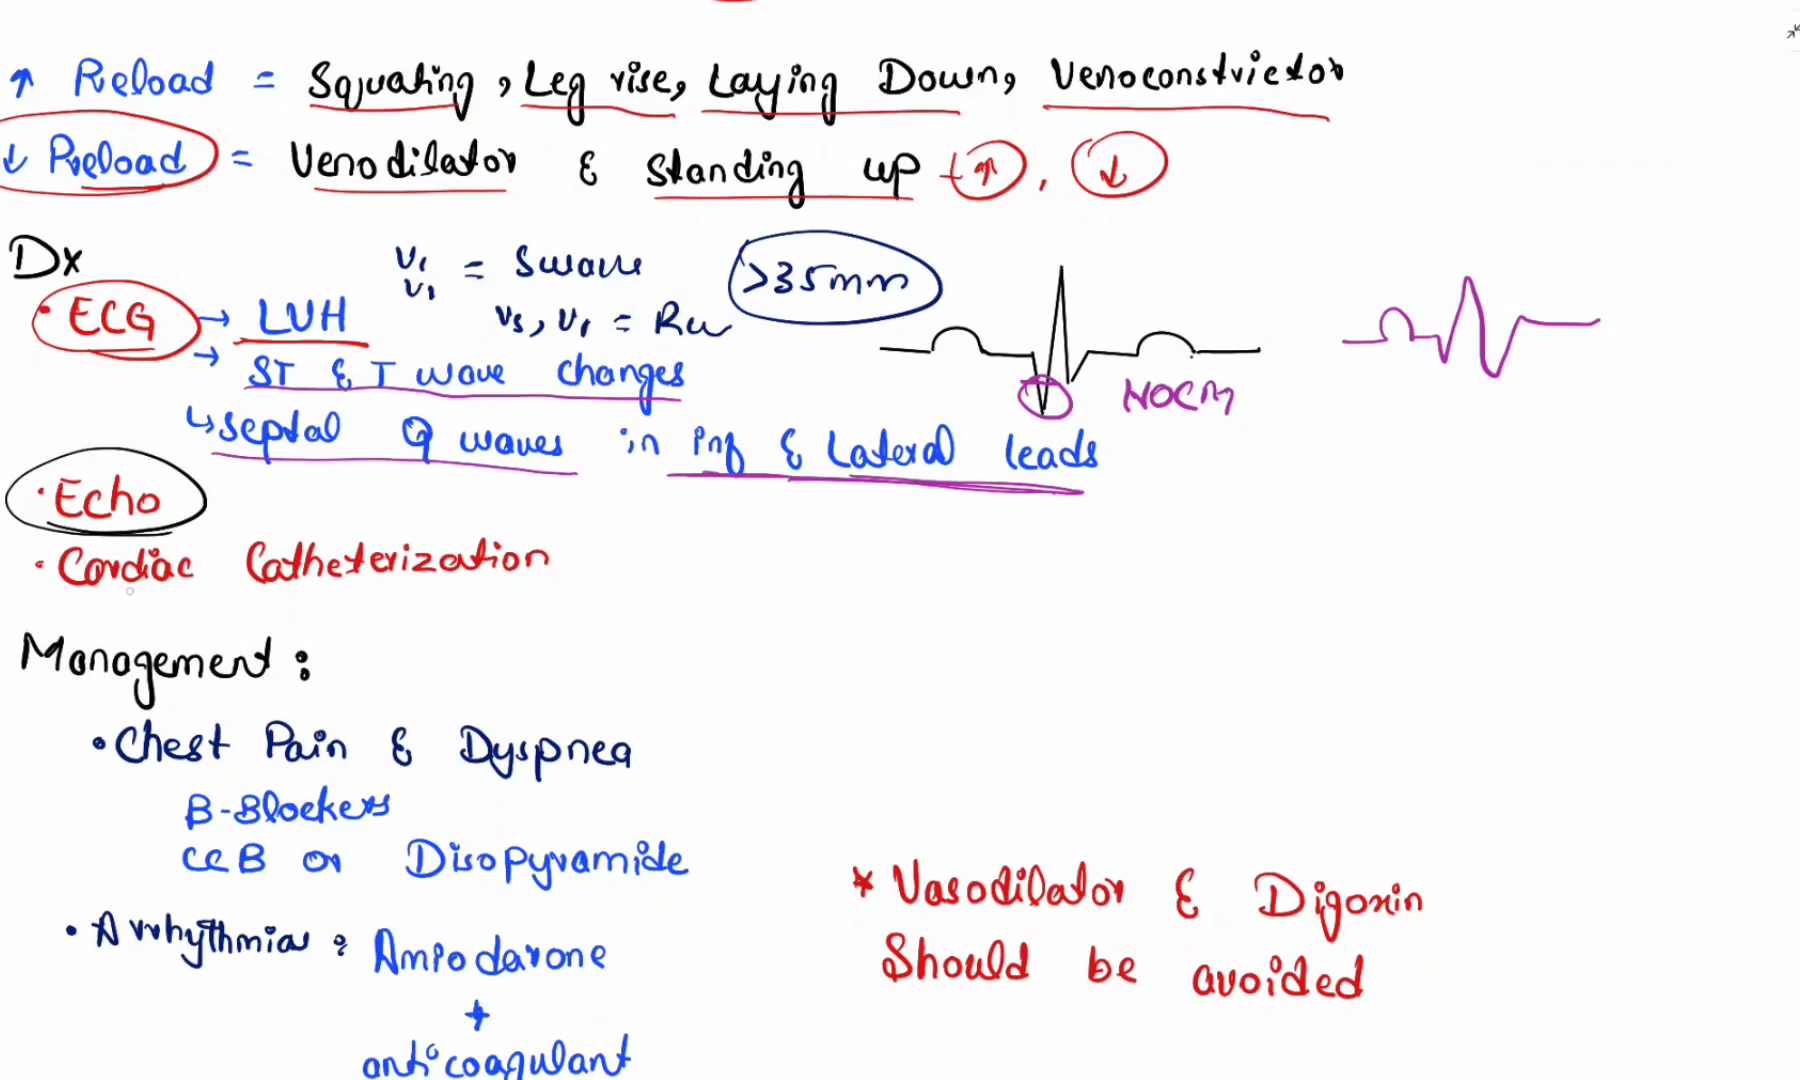 ↑ Preload = Squating, Leg rise, Laying Down, Venoconstrictor
↓ Preload = Venodilator & Standing up ↑, ↓
Dx
V1 = Swave >35mm
• ECG → LVH V5, V6 = Rw
→ ST & T wave changes HOCM
↳ septal Q waves in inf & Lateral leads
• Echo
• Cardiac Catheterization
Management:
• Chest Pain & Dyspnea
B-Blockers
CCB or Disopyramide
* Vasodilator & Digoxin
• Arrhythmias: Amiodarone
Should be avoided
+
anticoagulant